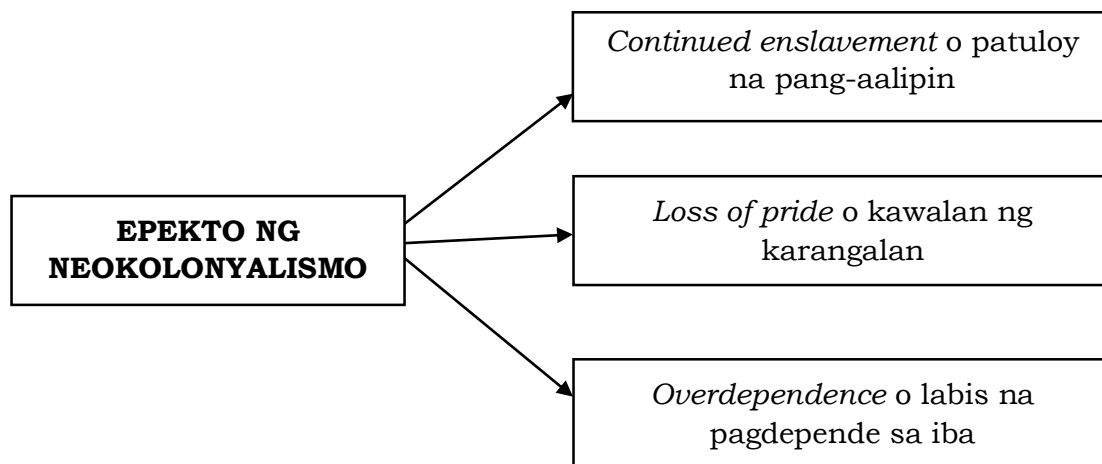 Continued enslavement o patuloy
na pang-aalipin
EPEKTO NG
NEOKOLONYALISMO
Loss of pride o kawalan ng
karangalan
Overdependence o labis na
pagdepende sa iba